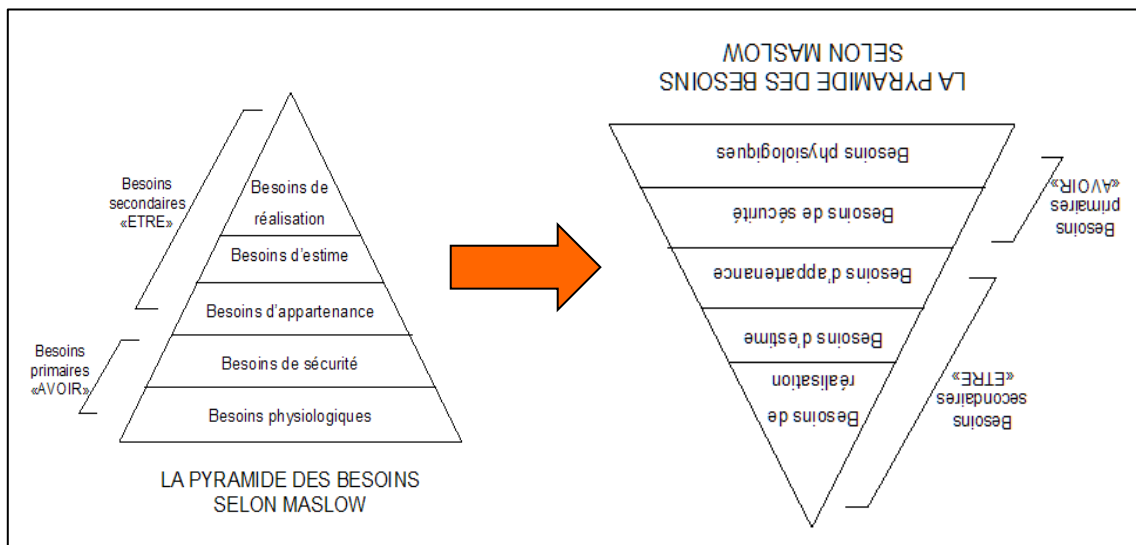 Besoins
secondaires
«ETRE»
Besoins
primaires
«AVOIR»
Besoins de
réalisation
Besoins d'estime
Besoins d'appartenance
Besoins de sécurité
Besoins physiologiques
LA PYRAMIDE DES BESOINS
SELON MASLOW
LA PYRAMIDE DES BESOINS
SELON MASLOW
Besoins physiologiques
Besoins de sécurité
Besoins d'appartenance
Besoins d'estime
Besoins de
réalisation
Besoins
primaires
«AVOIR»
Besoins
secondaires
«ETRE»